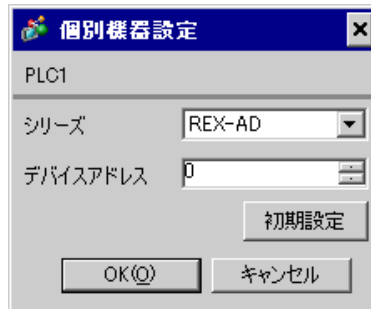 個別機器設定
PLC1
シリーズ REX-AD
デバイスアドレス 0
初期設定
OK(O) キャンセル